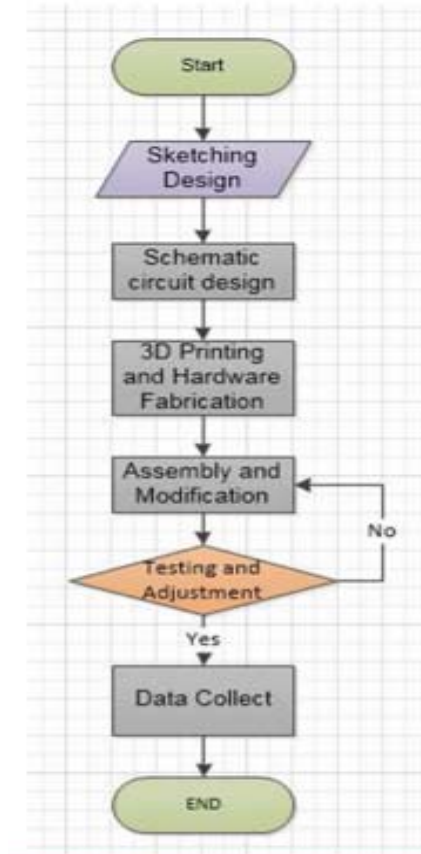 Start
Sketching
Design
Schematic
circuit design
3D Printing
and Hardware
Fabrication
Assembly and
Modification
No
Testing and
Adjustment
Yes
Data Collect
END